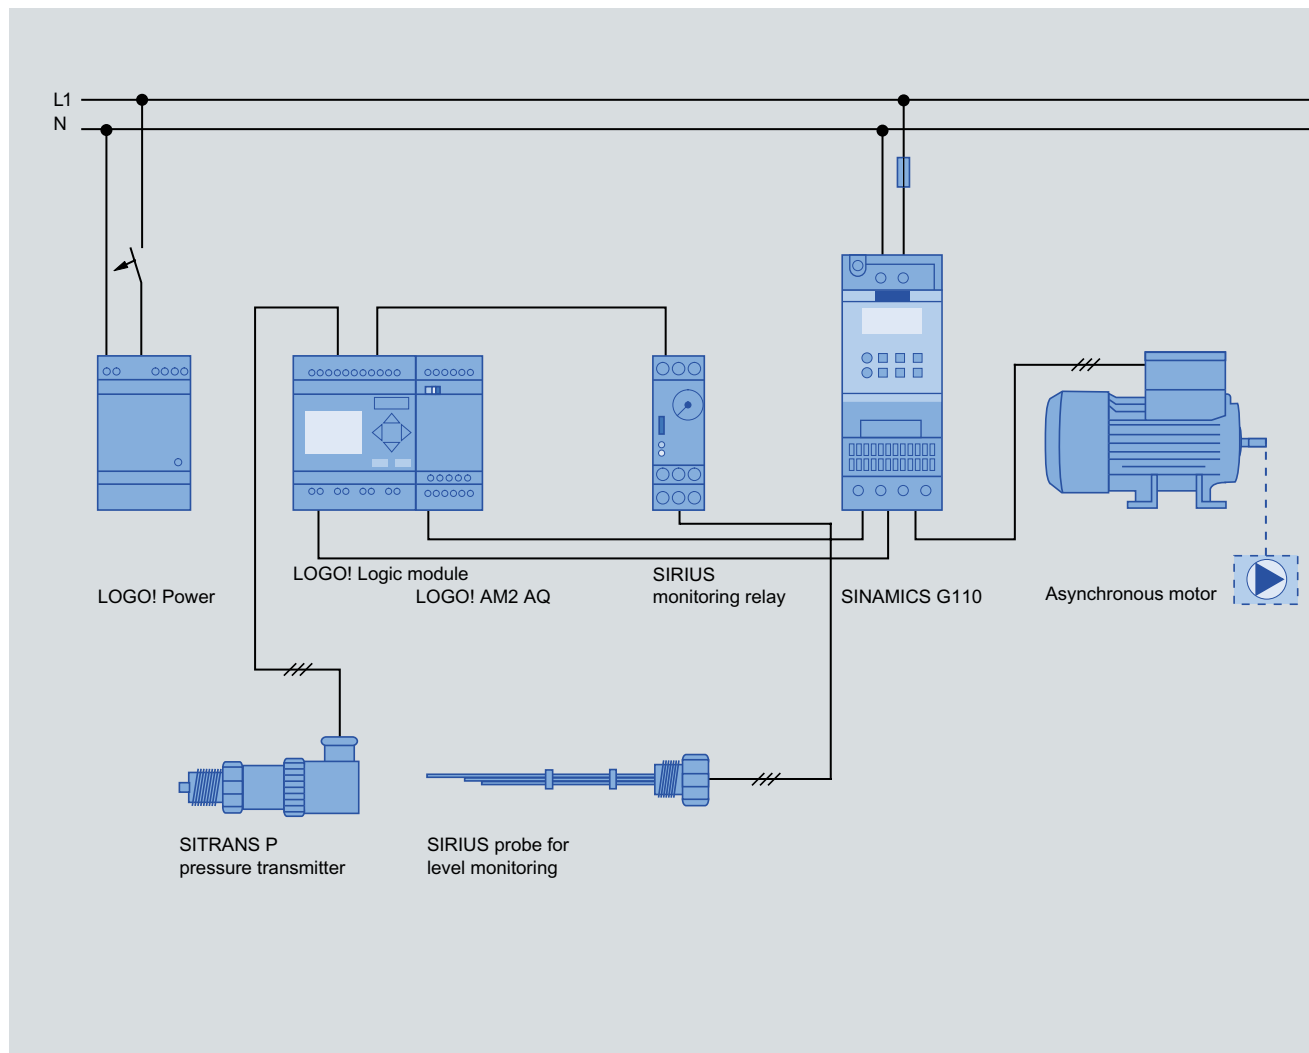 L1
N
LOGO! Power
LOGO! Logic module
LOGO! AM2 AQ
SIRIUS
monitoring relay
SINAMICS G110
Asynchronous motor
SITRANS P
pressure transmitter
SIRIUS probe for
level monitoring